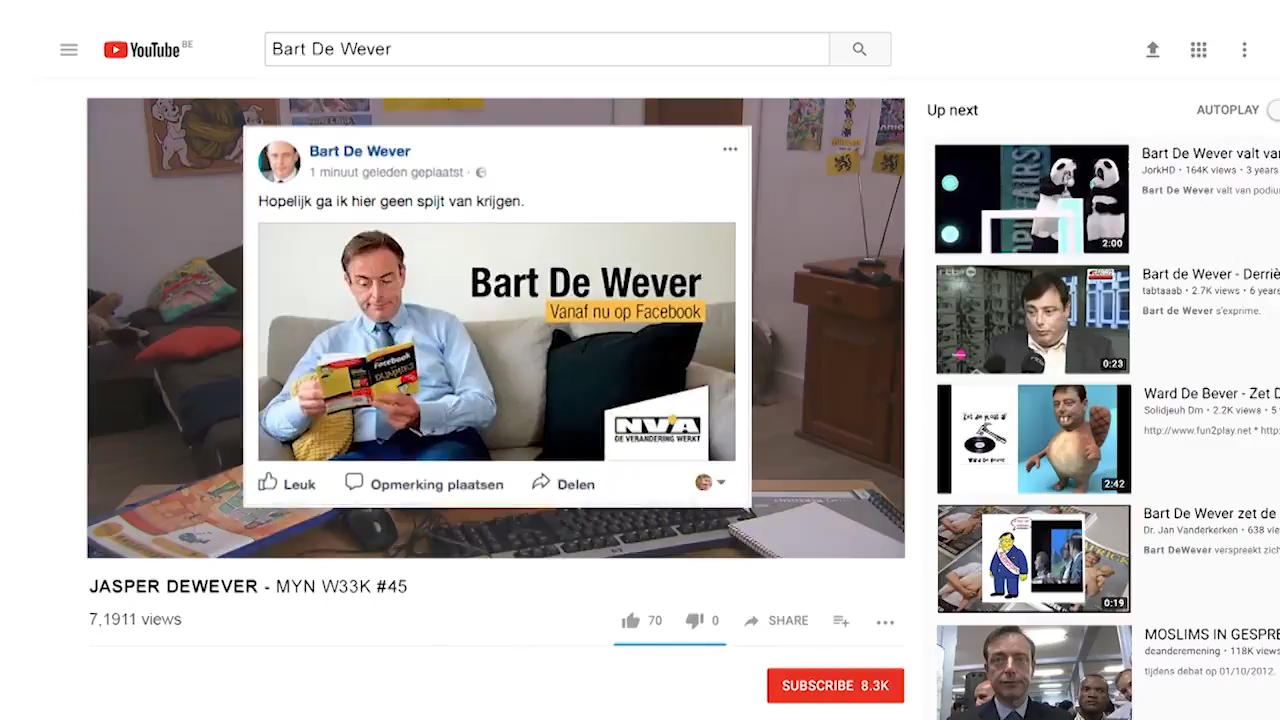 YouTube BE
Bart De Wever
Bart De Wever
1 minuut geleden geplaatst
Hopelijk ga ik hier geen spijt van krijgen.
Bart De Wever
Vanaf nu op Facebook
Facebook
DUMMIES
N-VA
DE VERANDERING WERKT
Leuk
Opmerking plaatsen
Delen
JASPER DEWEVER - MYN W33K #45
7,1911 views
70
0
SHARE
SUBSCRIBE 8.3K
Up next
AUTOPLAY
Bart De Wever valt va
JorkHD • 164K views • 3 years
Bart De Wever valt van podiu
2:00
Bart de Wever - Derriè
tabtaaab • 2.7K views • 6 years
Bart de Wever s'exprime.
0:23
Ward De Bever - Zet D
Solidjeuh Dm • 2.2K views • 5
http://www.fun2play.net * http:
2:42
Bart De Wever zet de
Dr. Jan Vanderkerken • 638 vie
Bart DeWever verspreekt zich
0:19
MOSLIMS IN GESPRE
deanderemening • 118K views
tijdens debat op 01/10/2012.